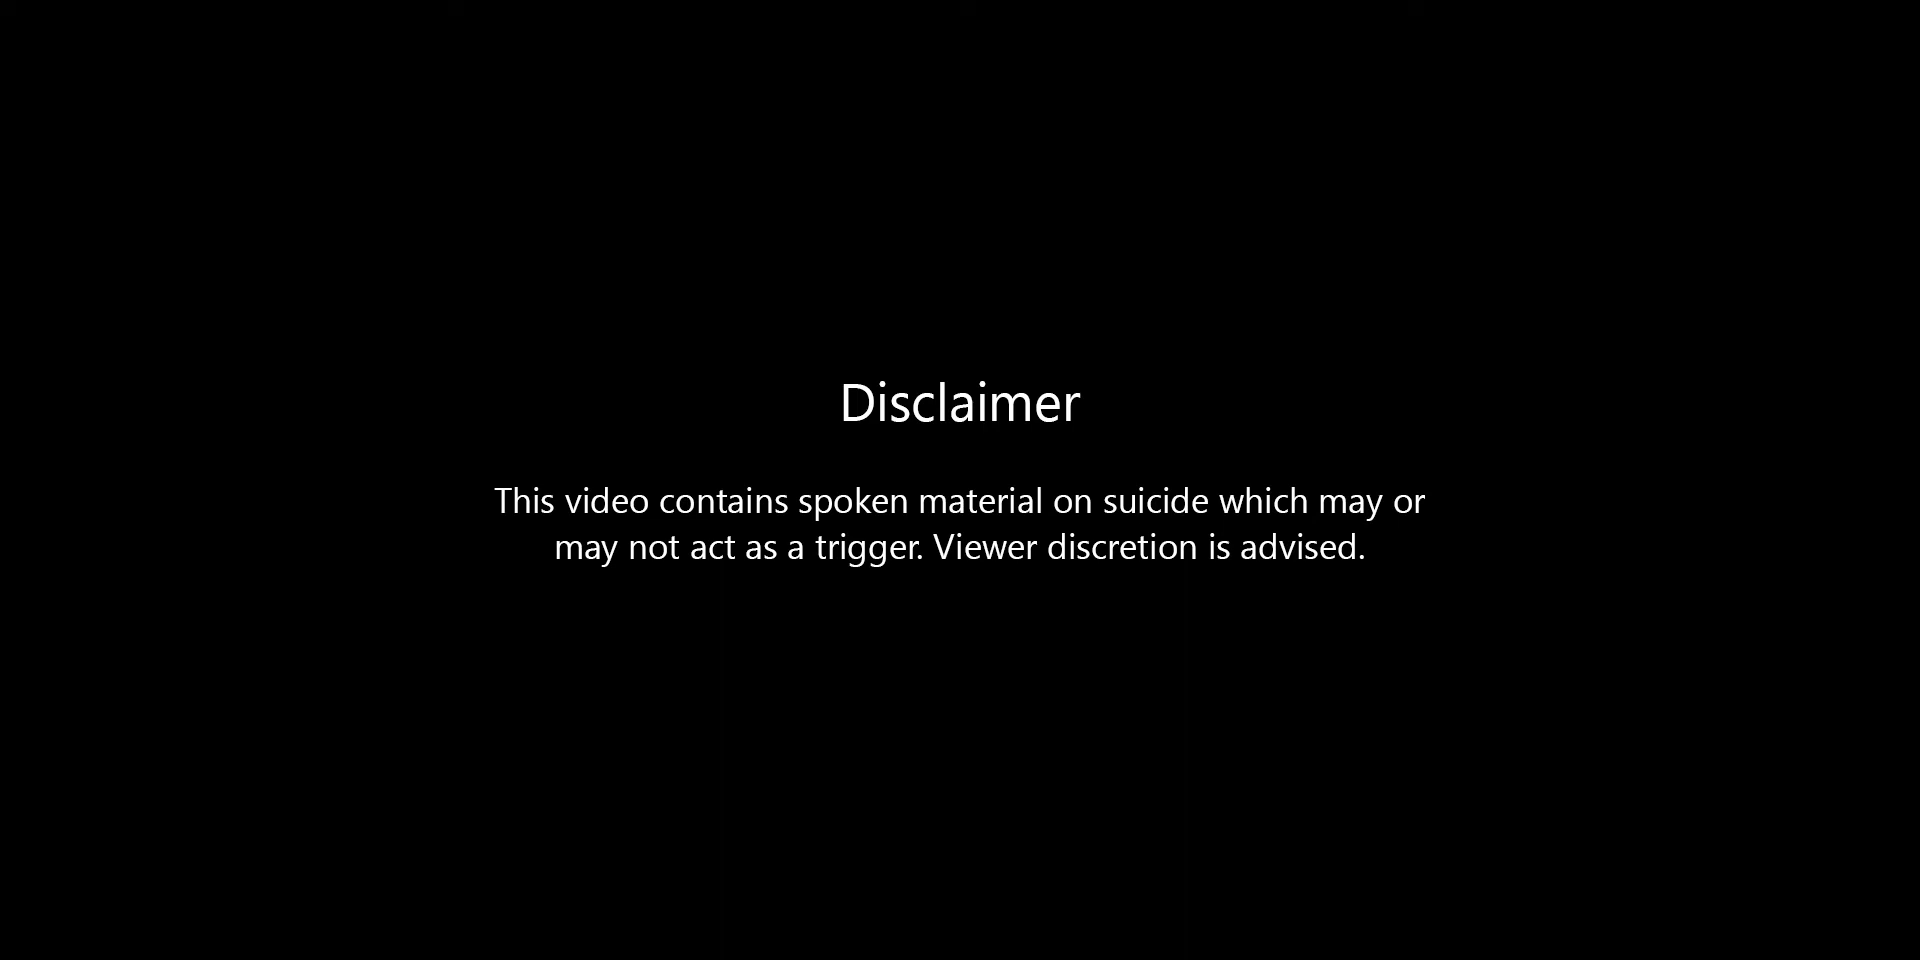 Disclaimer
This video contains spoken material on suicide which may or
may not act as a trigger. Viewer discretion is advised.